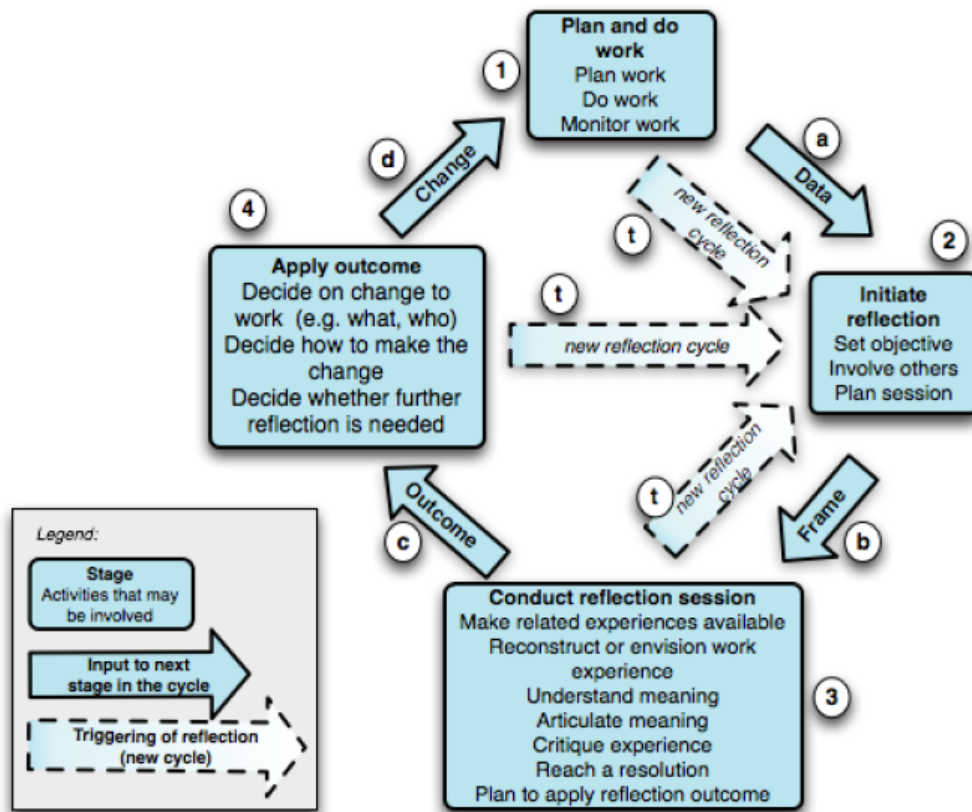 Plan and do
work
Plan work
Do work
Monitor work
1
a
Data
d
Change
4
t
new reflection
cycle
2
Apply outcome
Decide on change to
work (e.g. what, who)
Decide how to make the
change
Decide whether further
reflection is needed
t
new reflection cycle
Initiate
reflection
Set objective
Involve others
Plan session
t
new reflection
cycle
Frame
b
Outcome
c
Conduct reflection session
Make related experiences available
Reconstruct or envision work
experience
Understand meaning
Articulate meaning
Critique experience
Reach a resolution
Plan to apply reflection outcome
3
Legend:
Stage
Activities that may
be involved
Input to next
stage in the cycle
Triggering of reflection
(new cycle)